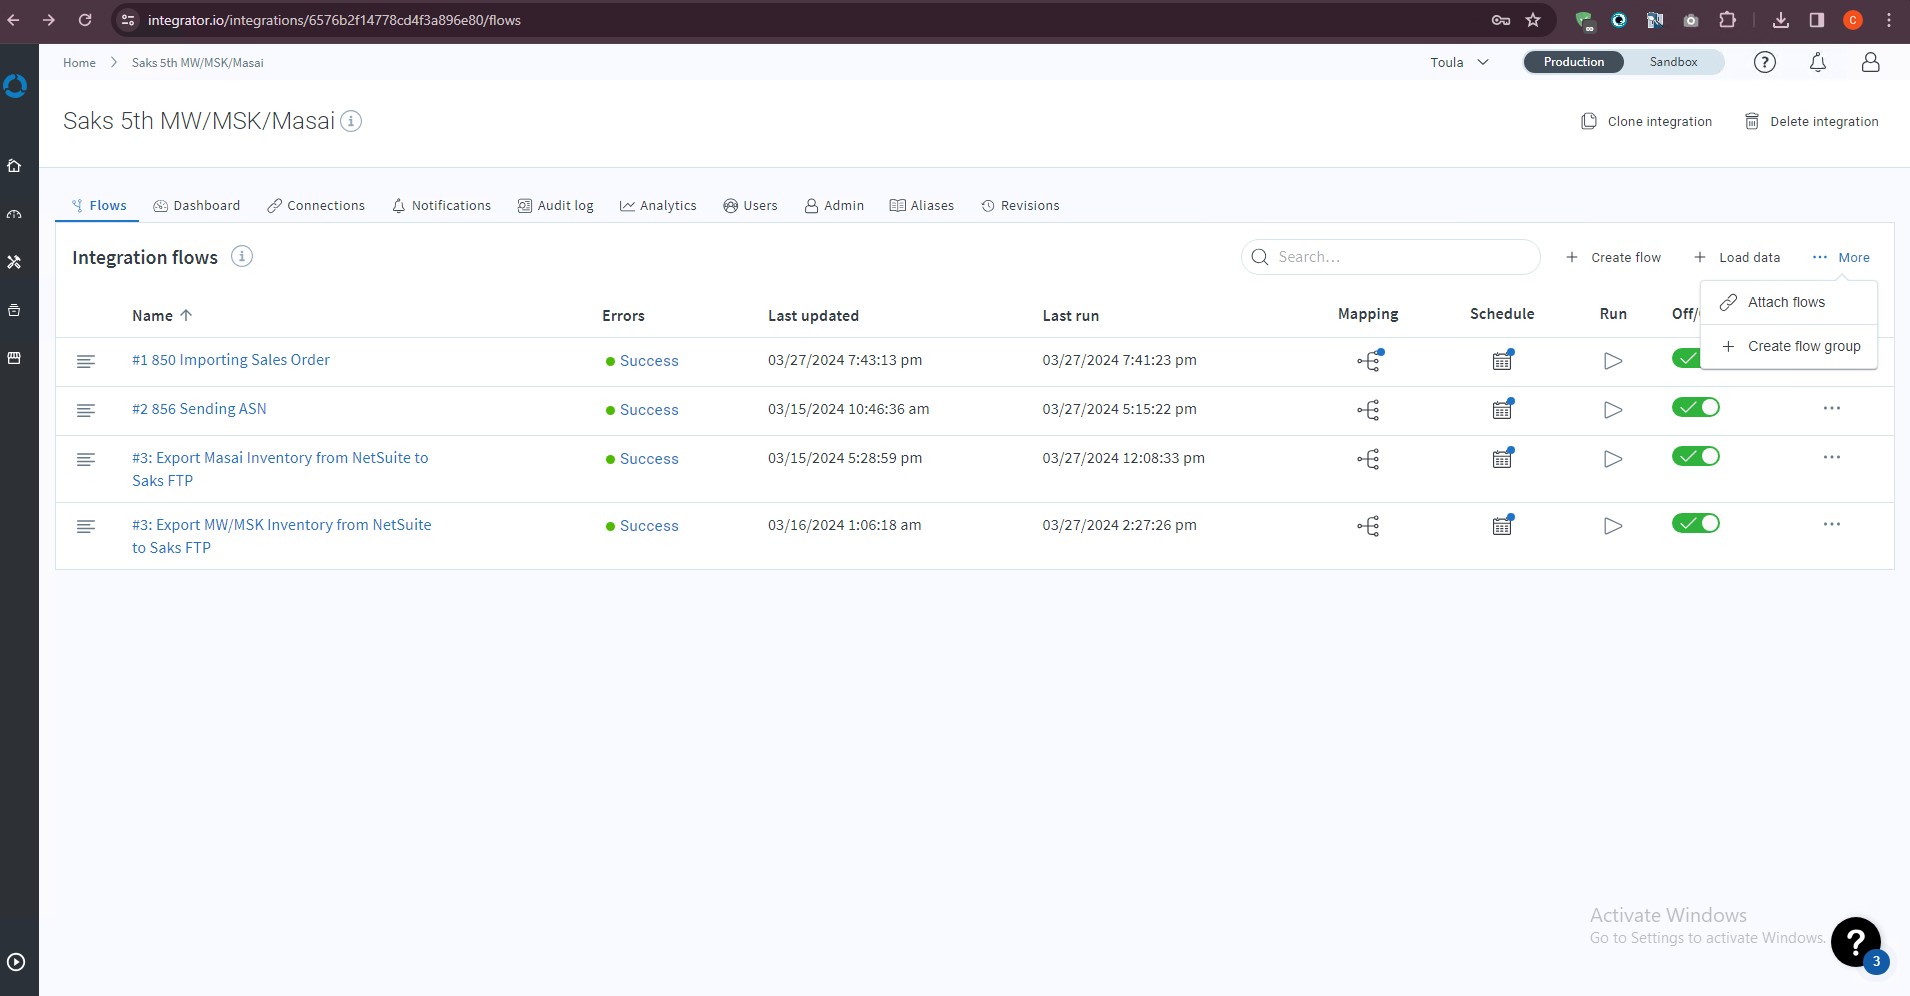 integrator.io/integrations/6576b2f14778cd4f3a896e80/flows
C
Home > Saks 5th MW/MSK/Masai
Toula
Production Sandbox
?
Saks 5th MW/MSK/Masai
Clone integration Delete integration
Flows Dashboard Connections Notifications Audit log Analytics Users Admin Aliases Revisions
Integration flows
Search…
+ Create flow + Load data ... More
Attach flows
+ Create flow group
Name ↑ Errors Last updated Last run Mapping Schedule Run Off/
#1 850 Importing Sales Order Success 03/27/2024 7:43:13 pm 03/27/2024 7:41:23 pm
#2 856 Sending ASN Success 03/15/2024 10:46:36 am 03/27/2024 5:15:22 pm ...
#3: Export Masai Inventory from NetSuite to Success 03/15/2024 5:28:59 pm 03/27/2024 12:08:33 pm ...
Saks FTP
#3: Export MW/MSK Inventory from NetSuite Success 03/16/2024 1:06:18 am 03/27/2024 2:27:26 pm ...
to Saks FTP
Activate Windows
Go to Settings to activate Windows.
?
3